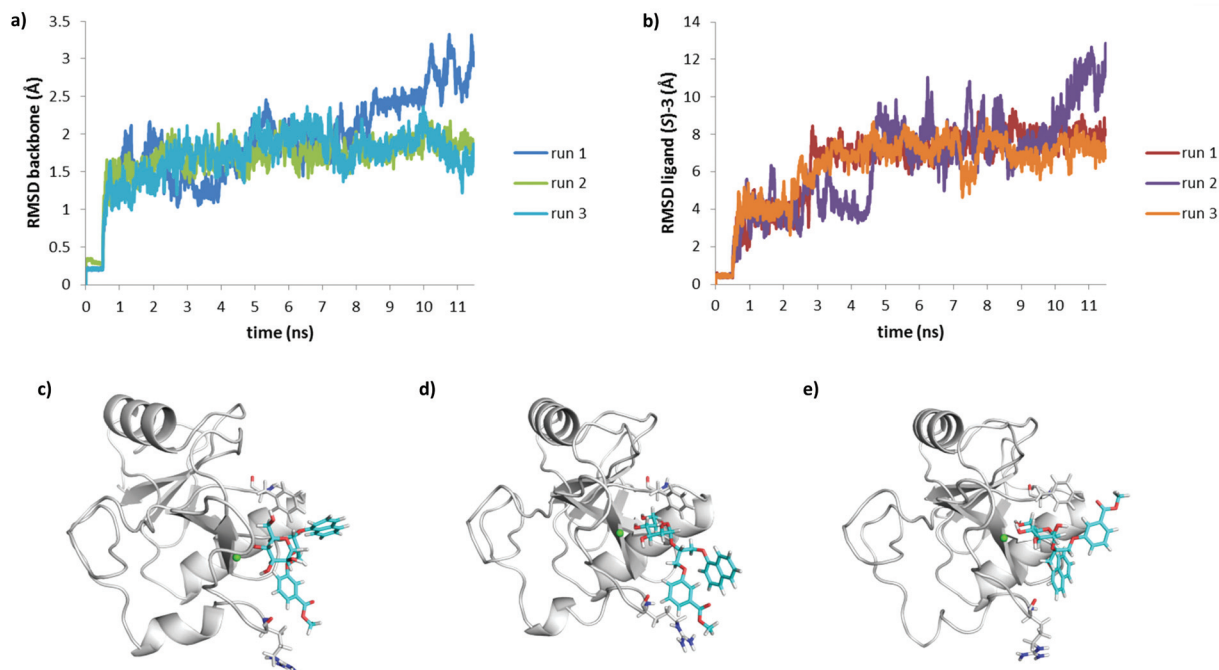 a)
3.5
3
2.5
2
1.5
1
0.5
0
RMSD backbone (Å)
0 1 2 3 4 5 6 7 8 9 10 11
time (ns)
run 1
run 2
run 3
b)
14
12
10
8
6
4
2
0
RMSD ligand (S)-3 (Å)
0 1 2 3 4 5 6 7 8 9 10 11
time (ns)
run 1
run 2
run 3
c)
d)
e)